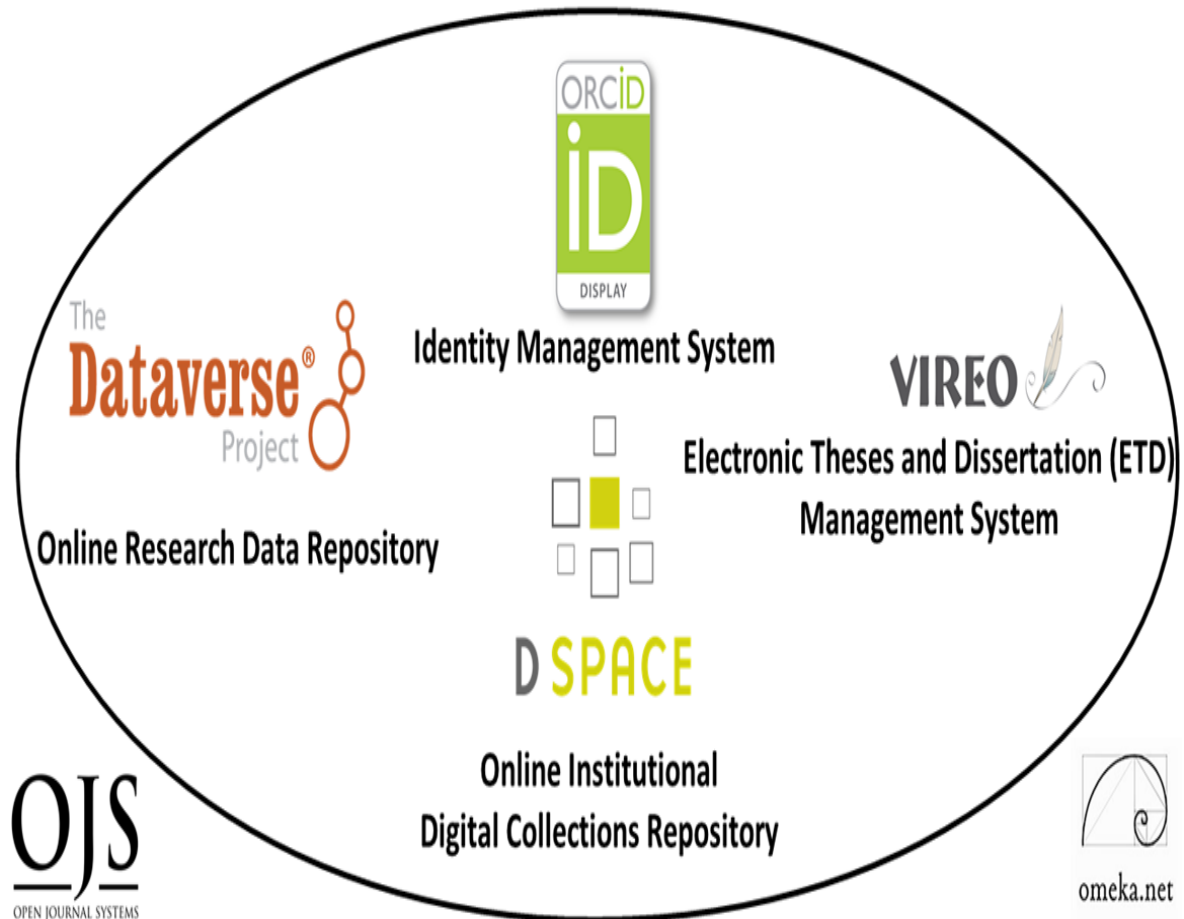 ORCID
iD
DISPLAY
Identity Management System
The
Dataverse®
Project
Online Research Data Repository
VIREO
Electronic Theses and Dissertation (ETD)
Management System
D SPACE
Online Institutional
Digital Collections Repository
OJS
OPEN JOURNAL SYSTEMS
omeka.net